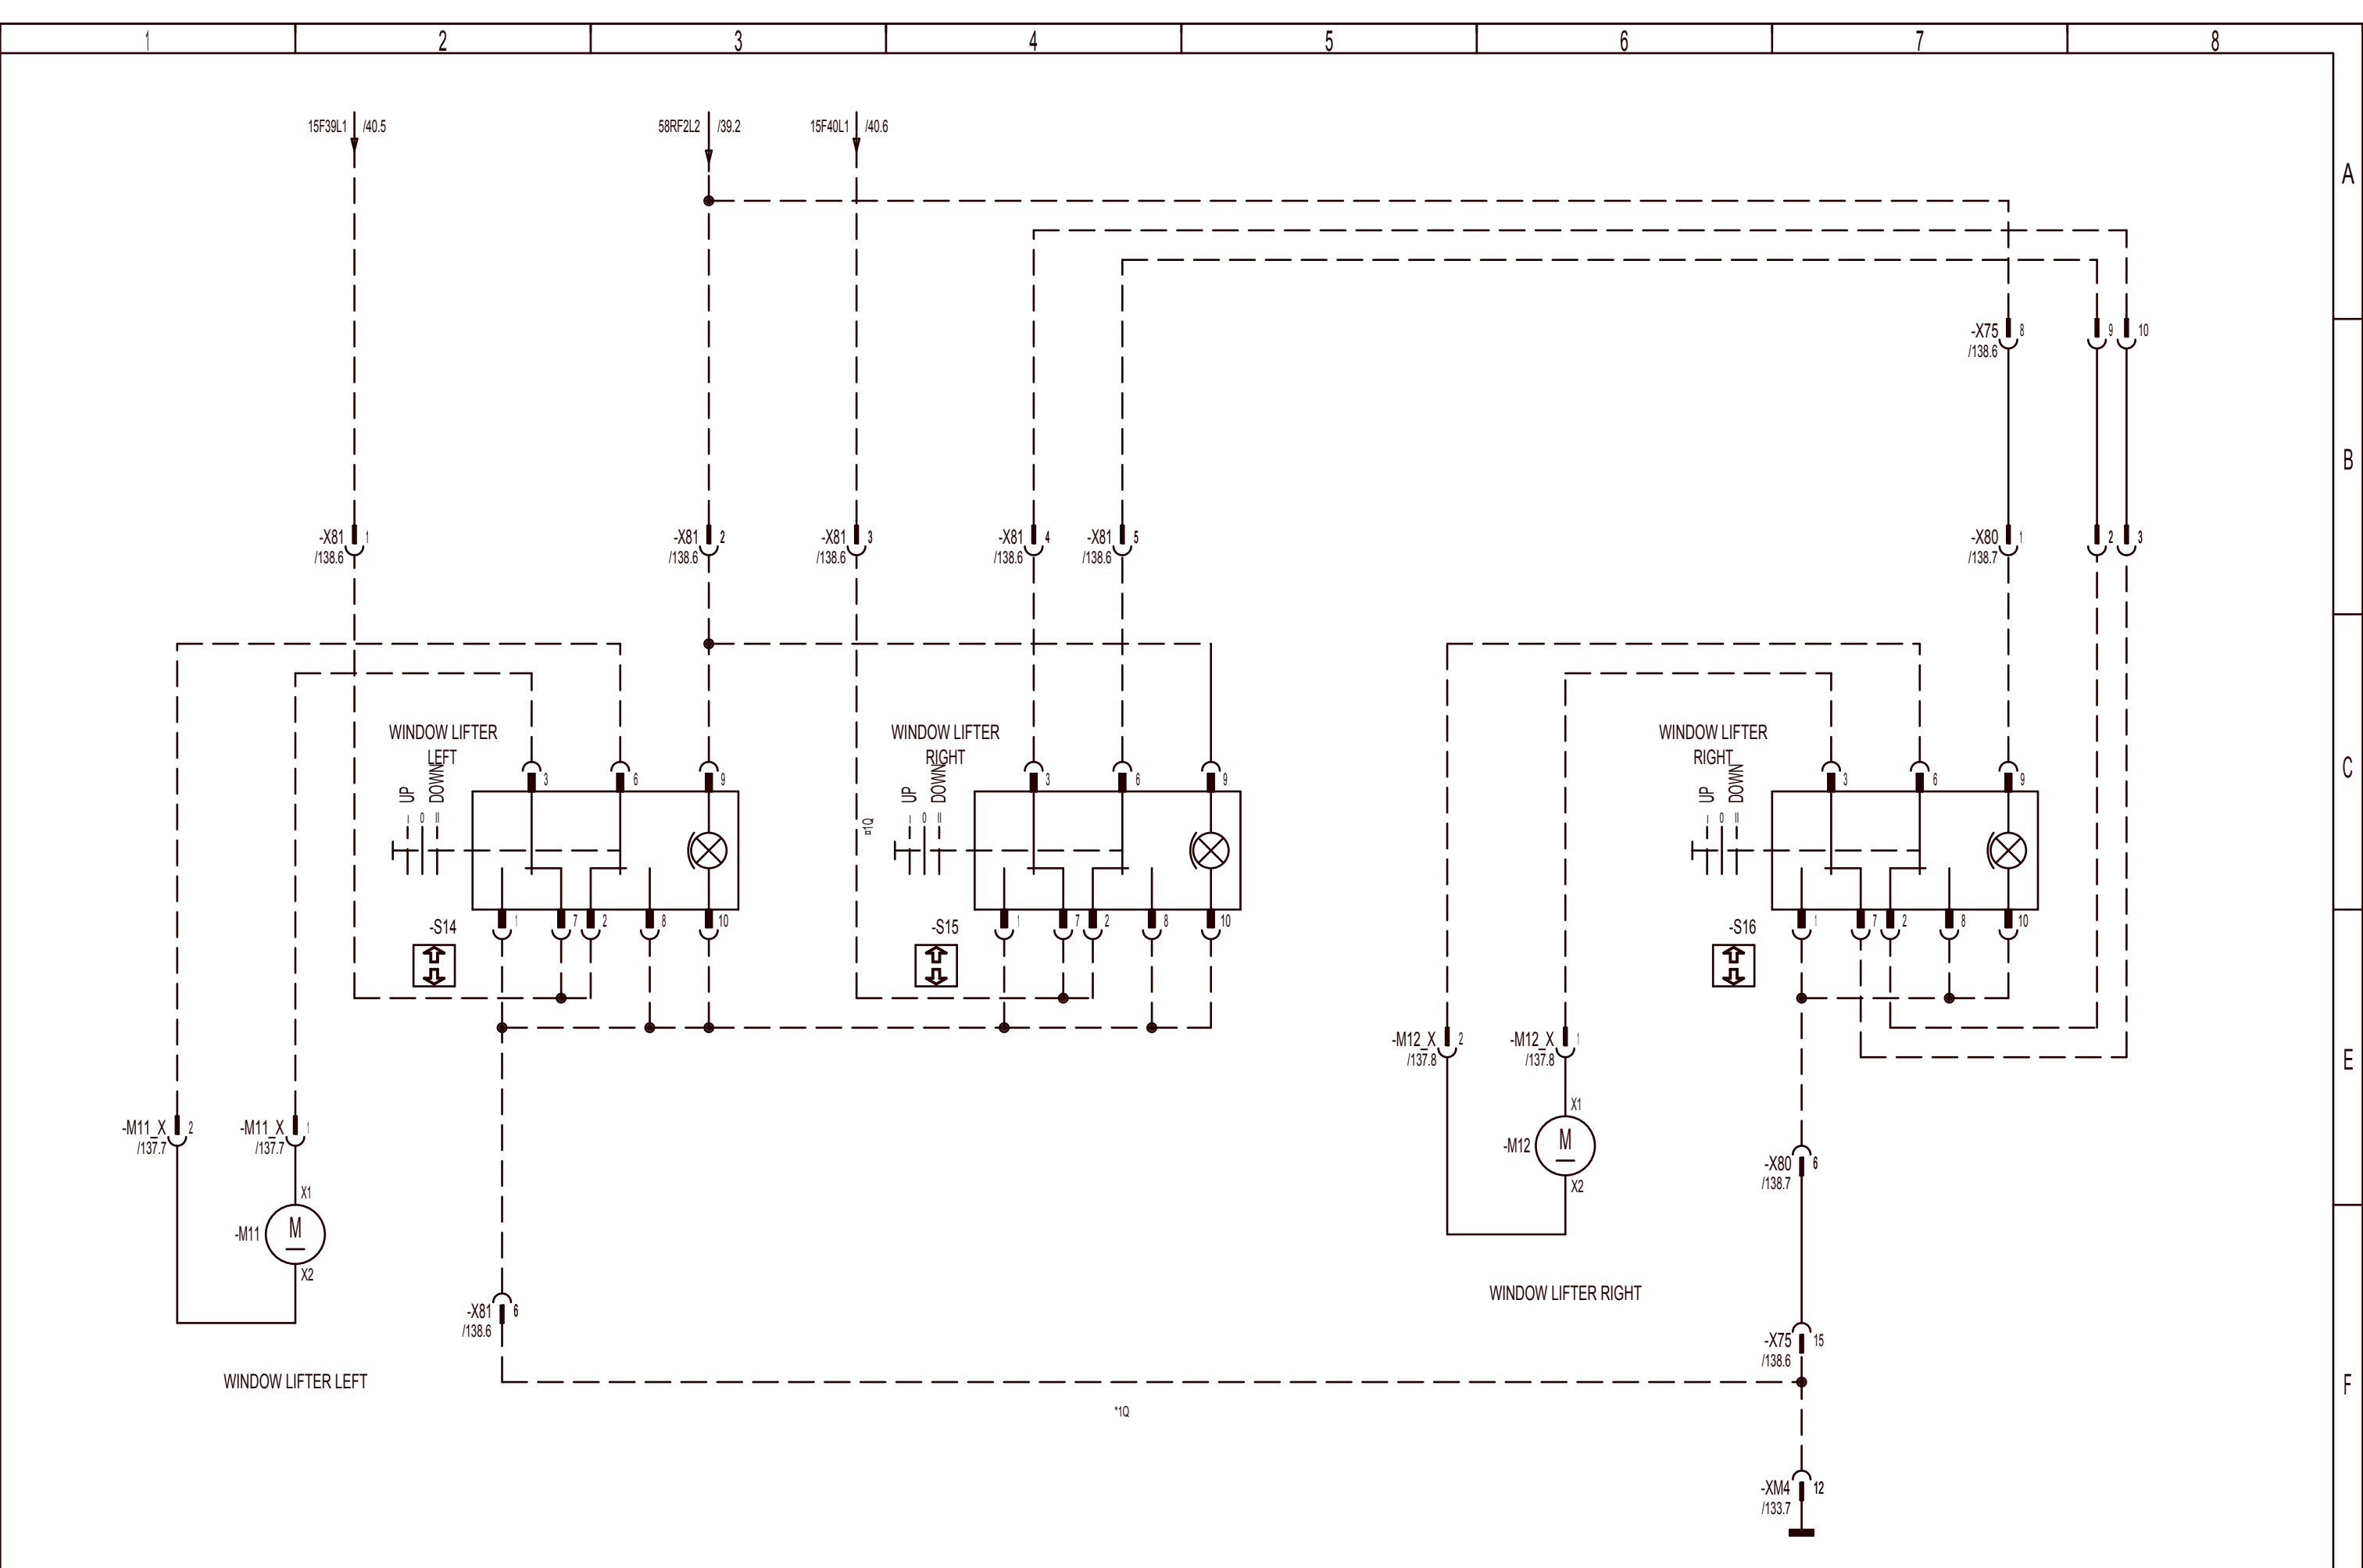 1 2 3 4 5 6 7 8
15F39L1 /40.5 58RF2L2 /39.2 15F40L1 /40.6
A
-X75 8 9 10
/138.6
B
-X81 1 -X81 2 -X81 3 -X81 4 -X81 5 -X80 1 2 3
/138.6 /138.6 /138.6 /138.6 /138.6 /138.7
WINDOW LIFTER WINDOW LIFTER WINDOW LIFTER
LEFT RIGHT RIGHT
3 6 9 3 6 9 3 6 9
C
UP DOWN UP DOWN UP DOWN
I 0 II I 0 II I 0 II
¤1Q
-S14 1 7 2 8 10 -S15 1 7 2 8 10 -S16 1 7 2 8 10
-M12_X 2 -M12_X 1
/137.8 /137.8
E
X1
-M11_X 2 -M11_X 1 -M12 M
/137.7 /137.7
-X80 6
/138.7
X1 X2
-M11 M
X2
WINDOW LIFTER RIGHT
-X81 6
/138.6
-X75 15
/138.6
WINDOW LIFTER LEFT
F
*1Q
-XM4 12
/133.7